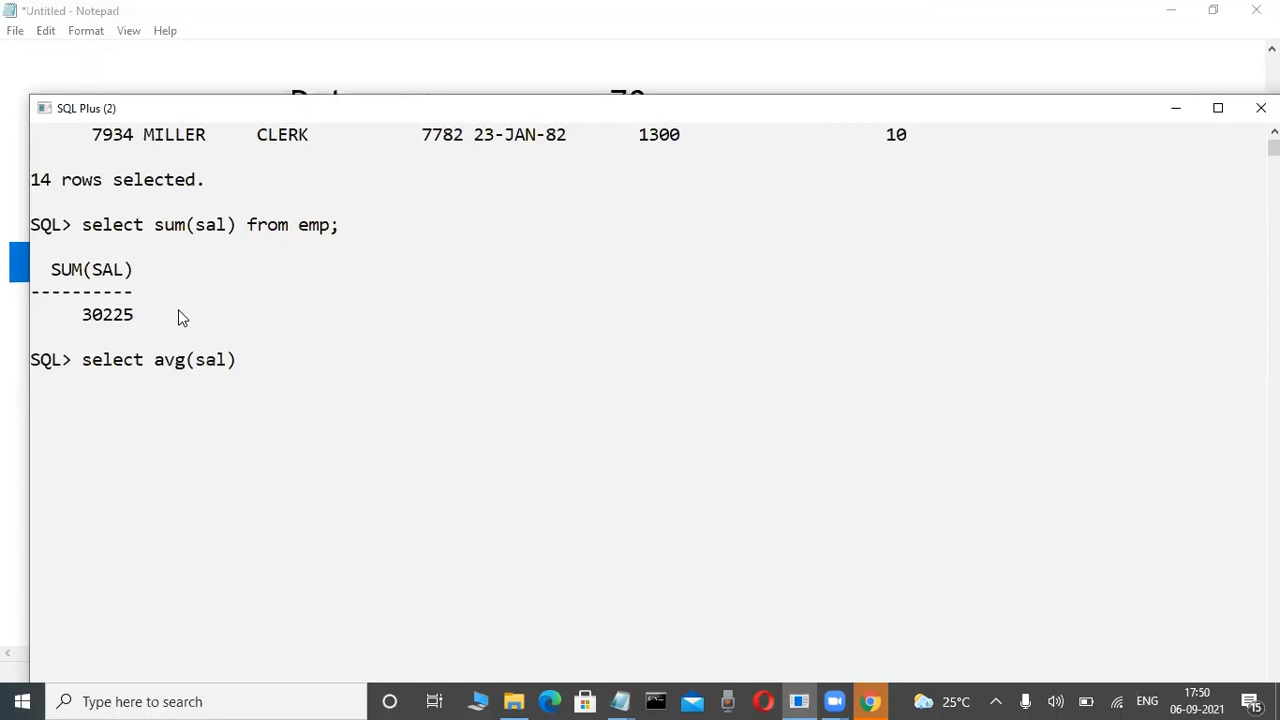 *Untitled - Notepad
File Edit Format View Help
SQL Plus (2)
7934 MILLER CLERK 7782 23-JAN-82 1300 10
14 rows selected.
SQL> select sum(sal) from emp;
SUM(SAL)
----------
30225
SQL> select avg(sal)
Type here to search
25°C
ENG
17:50
06-09-2021
15